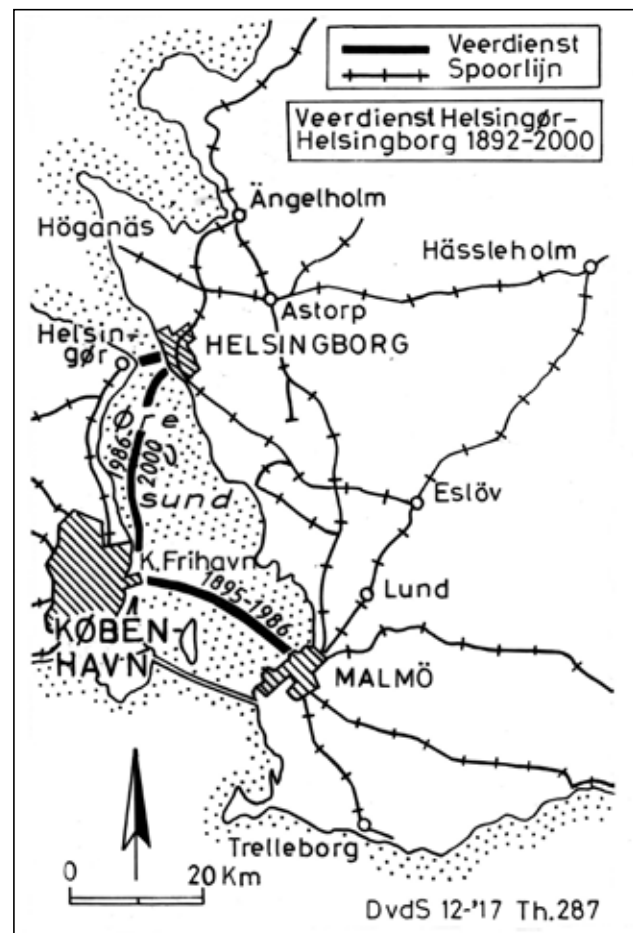 Veerdienst
Spoorlijn
Veerdienst Helsingør-
Helsingborg 1892-2000
Ängelholm
Höganäs
Hässleholm
Astorp
Helsin-
gør
HELSINGBORG
Øre
sund
1986-
2000
Eslöv
K. Frihavn
1895-1986
Lund
KØBEN-
HAVN
MALMÖ
Trelleborg
0 20 Km
DvdS 12-'17 Th.287